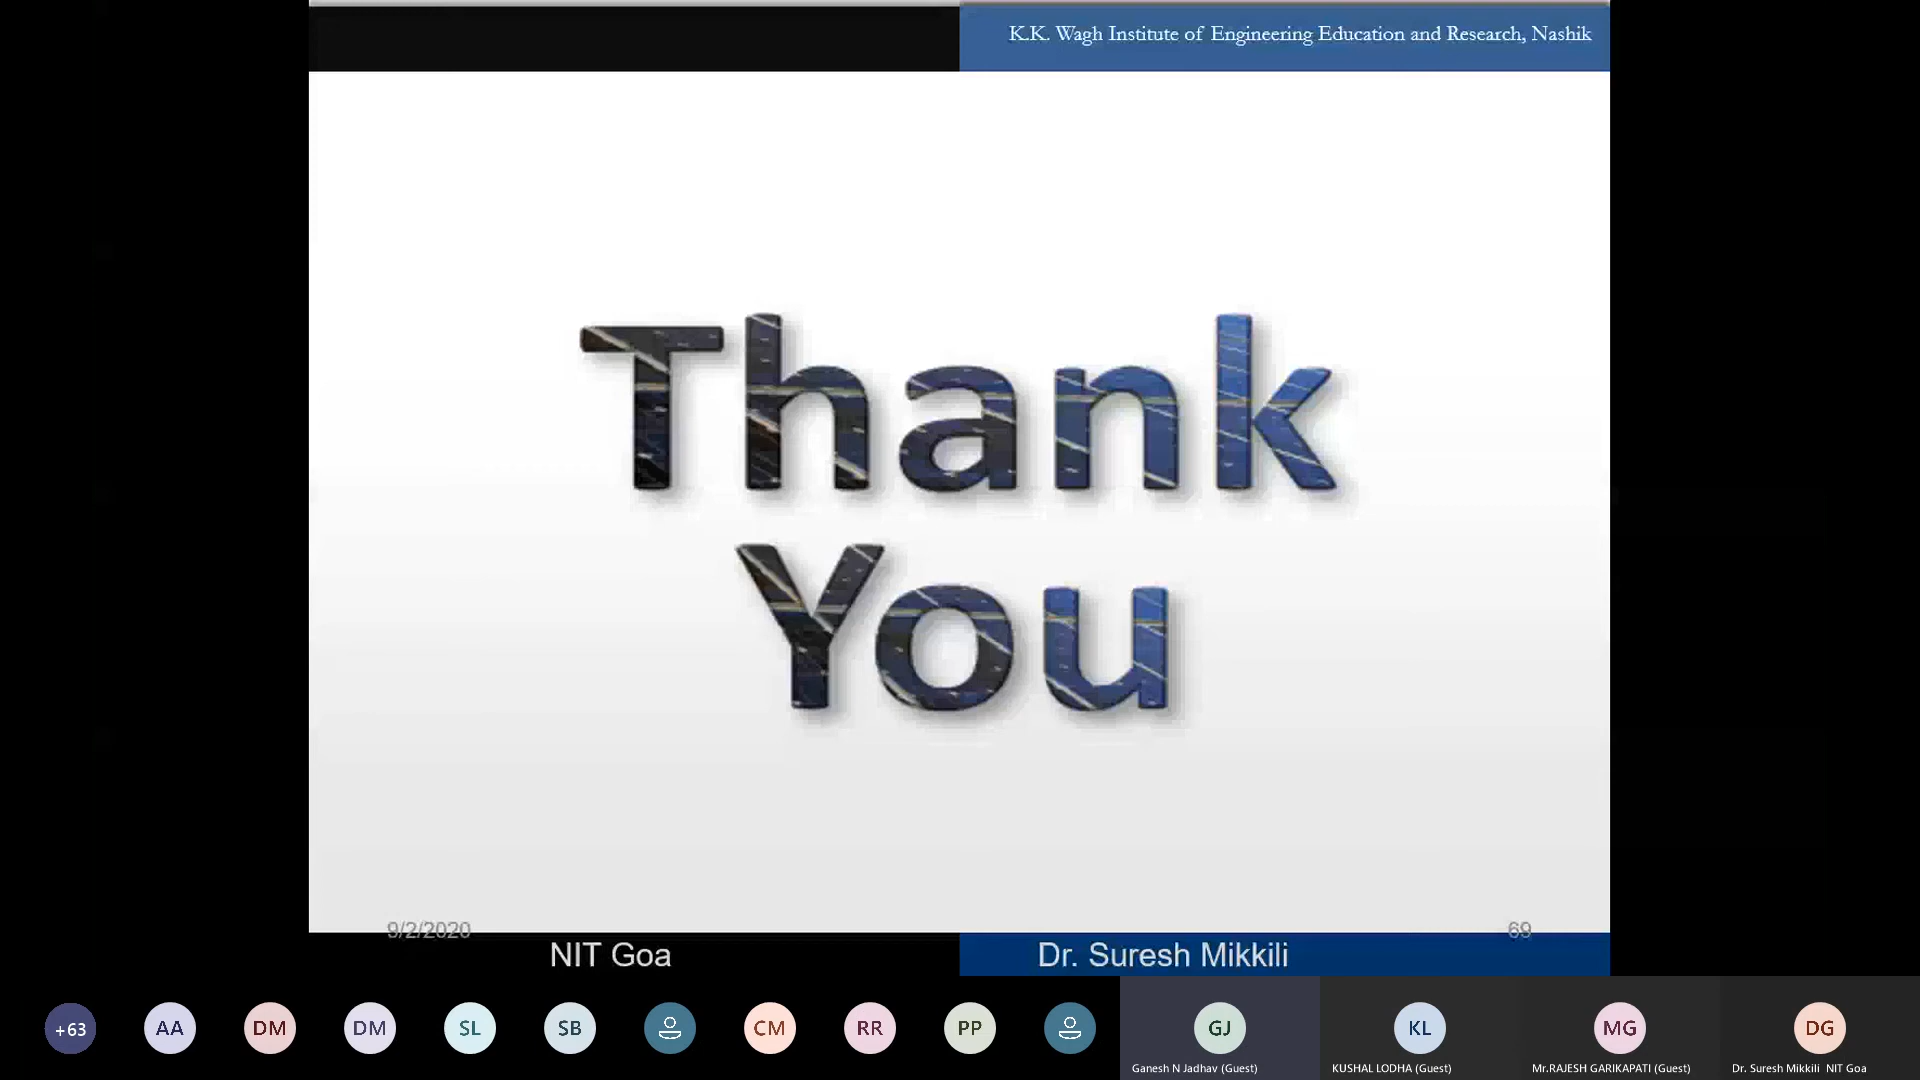 K.K. Wagh Institute of Engineering Education and Research, Nashik
Thank
You
9/2/2020
69
NIT Goa
Dr. Suresh Mikkili
+63
AA
DM
DM
SL
SB
CM
RR
PP
GJ
KL
MG
DG
Ganesh N Jadhav (Guest)
KUSHAL LODHA (Guest)
Mr.RAJESH GARIKAPATI (Guest)
Dr. Suresh Mikkili NIT Goa